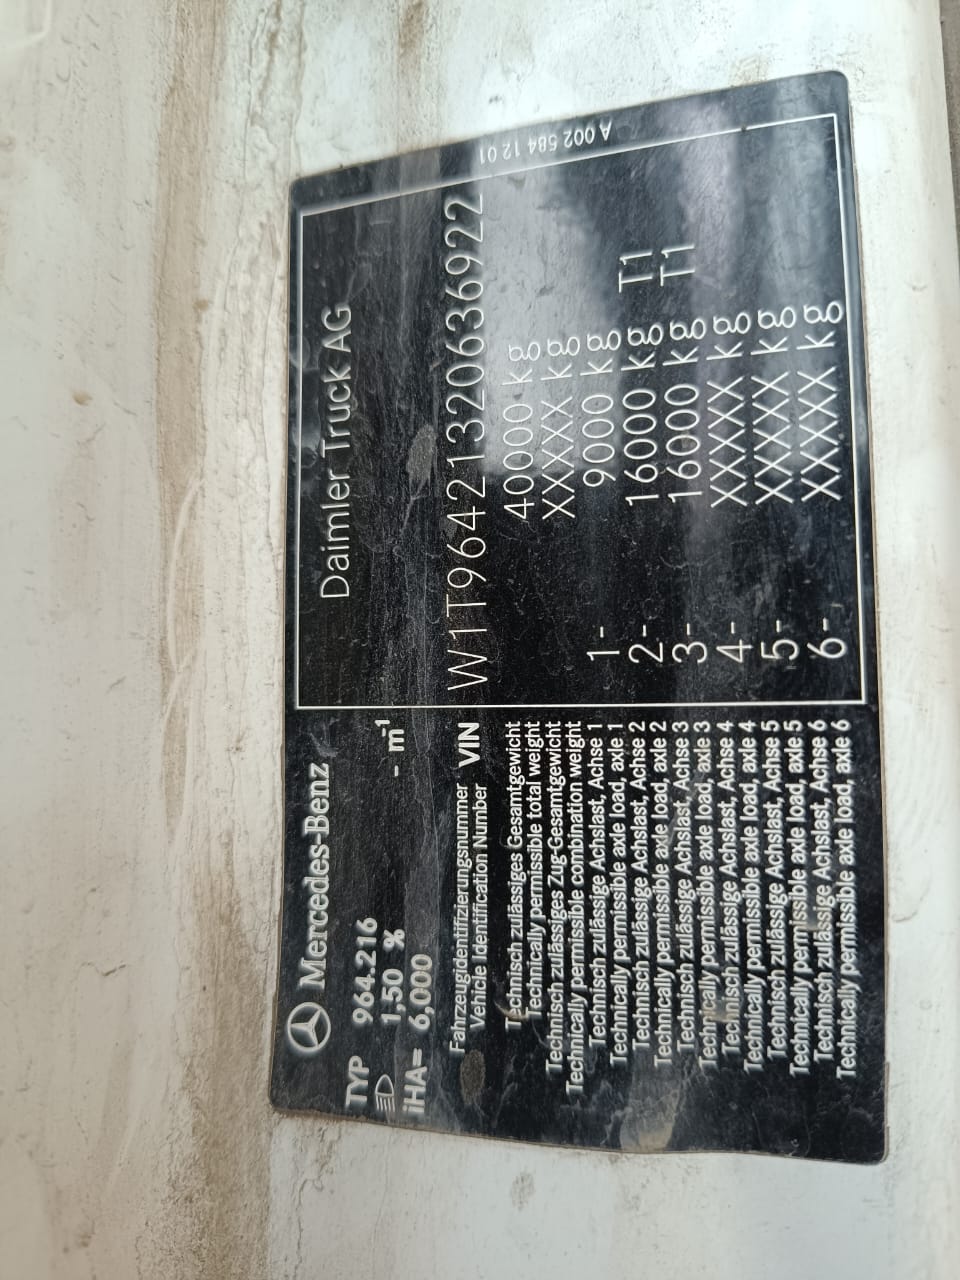 Mercedes-Benz
TYP 964.216
1,50 % - m⁻¹
iHA= 6,000
Daimler Truck AG
Fahrzeugidentifizierungsnummer
Vehicle Identification Number VIN W1T96421320636922
Technisch zulässiges Gesamtgewicht
Technically permissible total weight 40000 kg
Technisch zulässiges Zug-Gesamtgewicht
Technically permissible combination weight XXXXX kg
Technisch zulässige Achslast, Achse 1
Technically permissible axle load, axle 1 1- 9000 kg
Technisch zulässige Achslast, Achse 2
Technically permissible axle load, axle 2 2- 16000 kg T1
Technisch zulässige Achslast, Achse 3
Technically permissible axle load, axle 3 3- 16000 kg T1
Technisch zulässige Achslast, Achse 4
Technically permissible axle load, axle 4 4- XXXXX kg
Technisch zulässige Achslast, Achse 5
Technically permissible axle load, axle 5 5- XXXXX kg
Technisch zulässige Achslast, Achse 6
Technically permissible axle load, axle 6 6- XXXXX kg
A 002 584 12 01